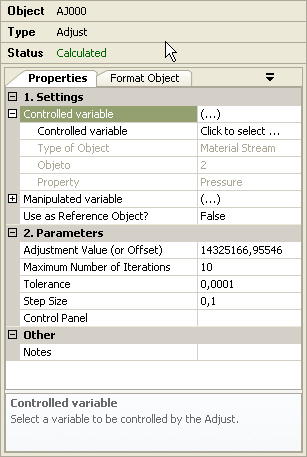 Object AJ000
Type Adjust
Status Calculated
Properties Format Object
1. Settings
Controlled variable (...)
Controlled variable Click to select ...
Type of Object Material Stream
Objeto 2
Property Pressure
Manipulated variable (...)
Use as Reference Object? False
2. Parameters
Adjustment Value (or Offset) 14325166,95546
Maximum Number of Iterations 10
Tolerance 0,0001
Step Size 0,1
Control Panel
Other
Notes
Controlled variable
Select a variable to be controlled by the Adjust.